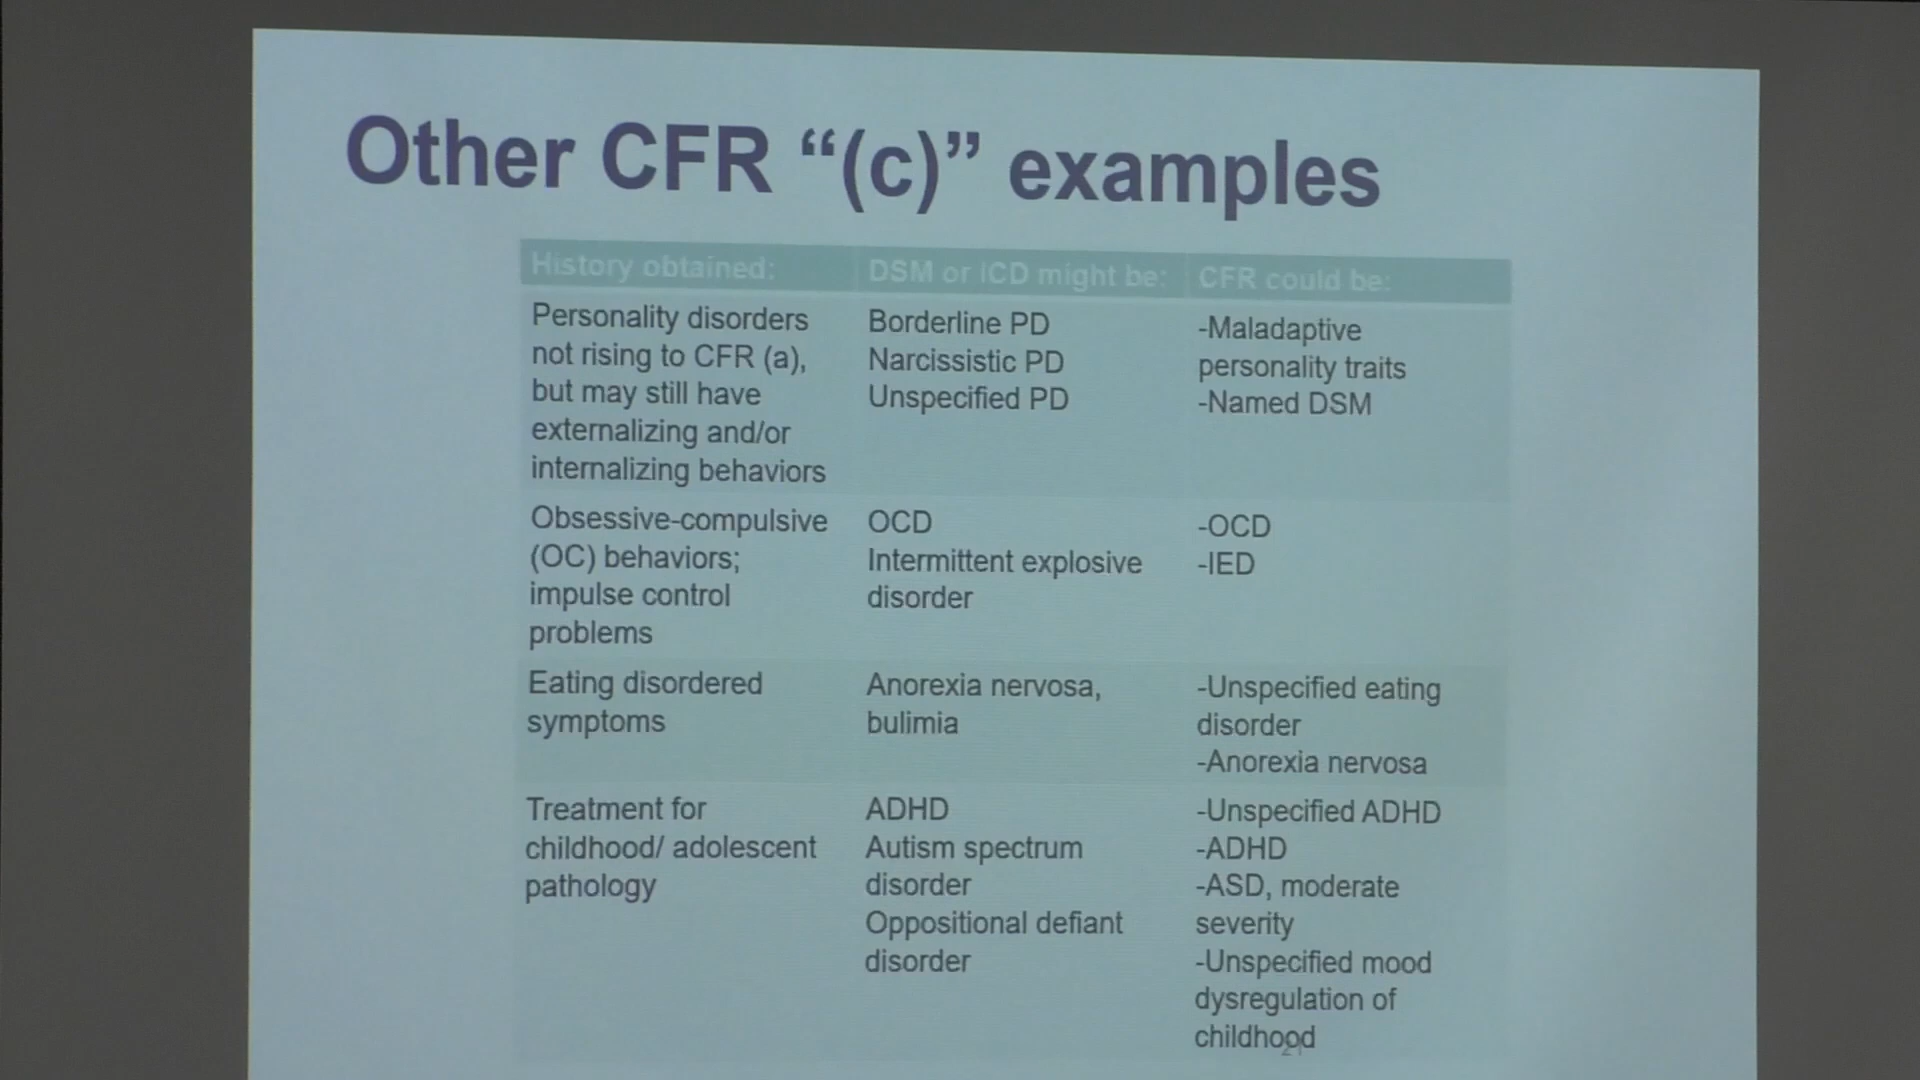 Other CFR “(c)” examples
History obtained:
DSM or ICD might be:
CFR could be:
Personality disorders
not rising to CFR (a),
but may still have
externalizing and/or
internalizing behaviors
Borderline PD
Narcissistic PD
Unspecified PD
-Maladaptive
personality traits
-Named DSM
Obsessive-compulsive
(OC) behaviors;
impulse control
problems
OCD
Intermittent explosive
disorder
-OCD
-IED
Eating disordered
symptoms
Anorexia nervosa,
bulimia
-Unspecified eating
disorder
-Anorexia nervosa
Treatment for
childhood/ adolescent
pathology
ADHD
Autism spectrum
disorder
Oppositional defiant
disorder
-Unspecified ADHD
-ADHD
-ASD, moderate
severity
-Unspecified mood
dysregulation of
childhood